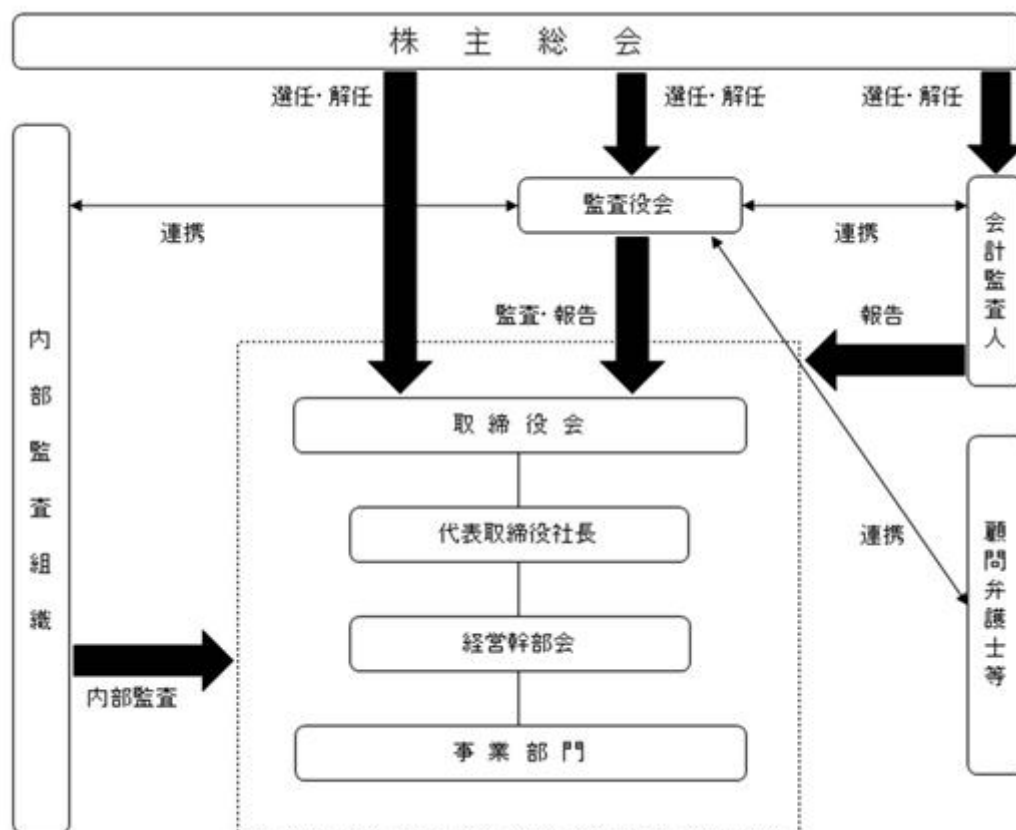 株主総会
選任・解任
選任・解任
選任・解任
監査役会
連携
連携
会計監査人
監査・報告
報告
内部監査組織
取締役会
代表取締役社長
連携
顧問弁護士等
経営幹部会
内部監査
事業部門